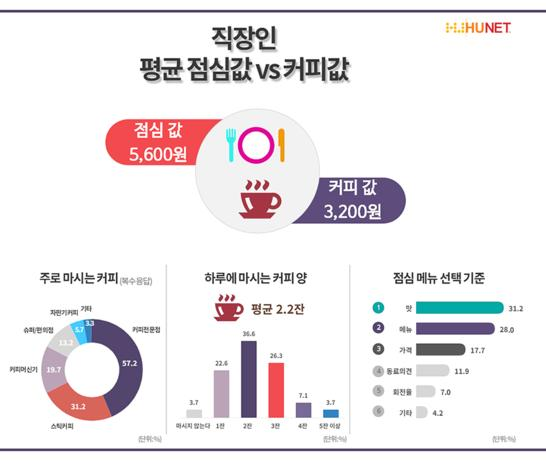 HUNET
직장인
평균 점심값 vs 커피값
점심 값
5,600원
커피 값
3,200원
주로 마시는 커피 (복수응답)
기타
자판기커피
슈퍼/편의점
커피머신기
스틱커피
커피전문점
3.3
5.7
13.2
19.7
31.2
57.2
(단위:%)
하루에 마시는 커피 양
평균 2.2잔
3.7
22.6
36.6
26.3
7.1
3.7
마시지 않는다
1잔
2잔
3잔
4잔
5잔 이상
(단위:%)
점심 메뉴 선택 기준
1 맛 31.2
2 메뉴 28.0
3 가격 17.7
4 동료의견 11.9
5 회전율 7.0
6 기타 4.2
(단위:%)